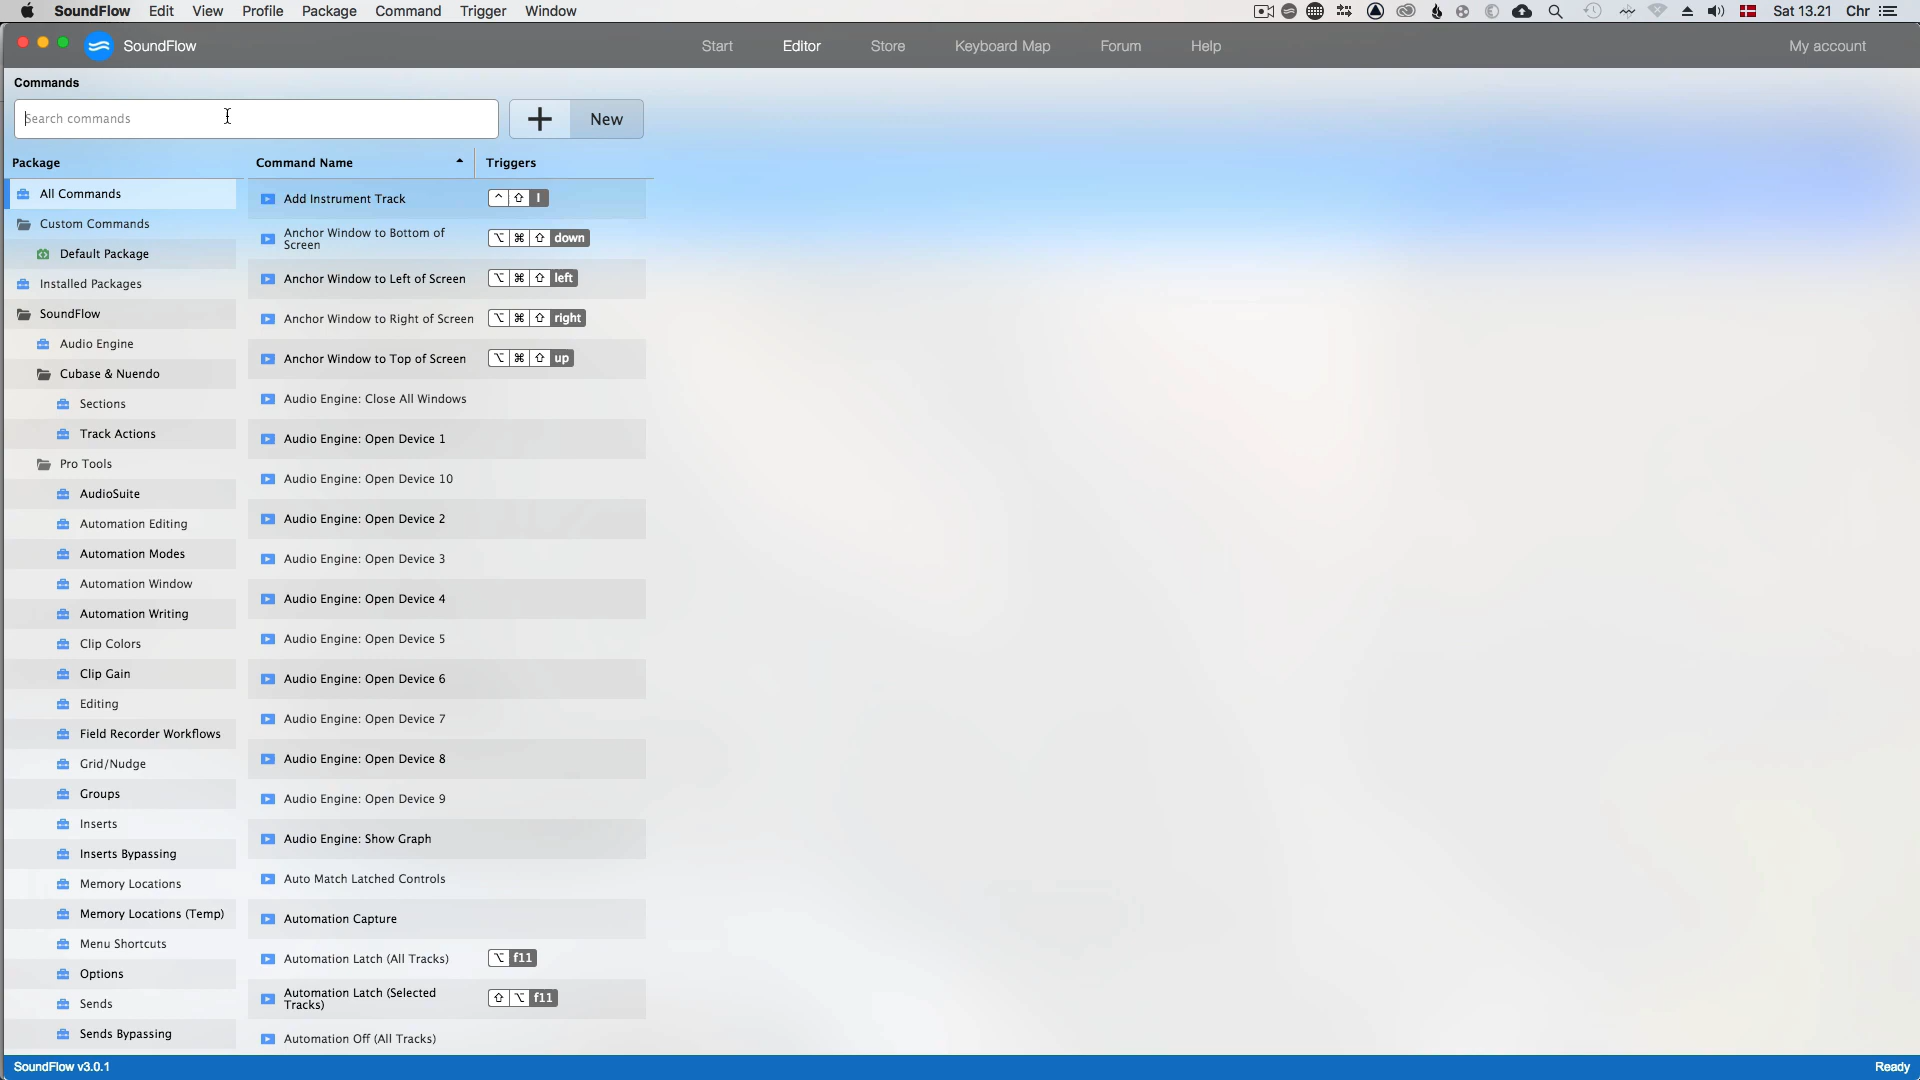 SoundFlow Edit View Profile Package Command Trigger Window Sat 13.21 Chr
SoundFlow Start Editor Store Keyboard Map Forum Help My account
Commands
Search commands New
Package Command Name Triggers
All Commands
Custom Commands
Default Package
Installed Packages
SoundFlow
Audio Engine
Cubase & Nuendo
Sections
Track Actions
Pro Tools
AudioSuite
Automation Editing
Automation Modes
Automation Window
Automation Writing
Clip Colors
Clip Gain
Editing
Field Recorder Workflows
Grid/Nudge
Groups
Inserts
Inserts Bypassing
Memory Locations
Memory Locations (Temp)
Menu Shortcuts
Options
Sends
Sends Bypassing
Add Instrument Track ^ ⇧ I
Anchor Window to Bottom of
Screen ⌥ ⌘ ⇧ down
Anchor Window to Left of Screen ⌥ ⌘ ⇧ left
Anchor Window to Right of Screen ⌥ ⌘ ⇧ right
Anchor Window to Top of Screen ⌥ ⌘ ⇧ up
Audio Engine: Close All Windows
Audio Engine: Open Device 1
Audio Engine: Open Device 10
Audio Engine: Open Device 2
Audio Engine: Open Device 3
Audio Engine: Open Device 4
Audio Engine: Open Device 5
Audio Engine: Open Device 6
Audio Engine: Open Device 7
Audio Engine: Open Device 8
Audio Engine: Open Device 9
Audio Engine: Show Graph
Auto Match Latched Controls
Automation Capture
Automation Latch (All Tracks) ⌥ f11
Automation Latch (Selected
Tracks) ⇧ ⌥ f11
Automation Off (All Tracks)
SoundFlow v3.0.1 Ready